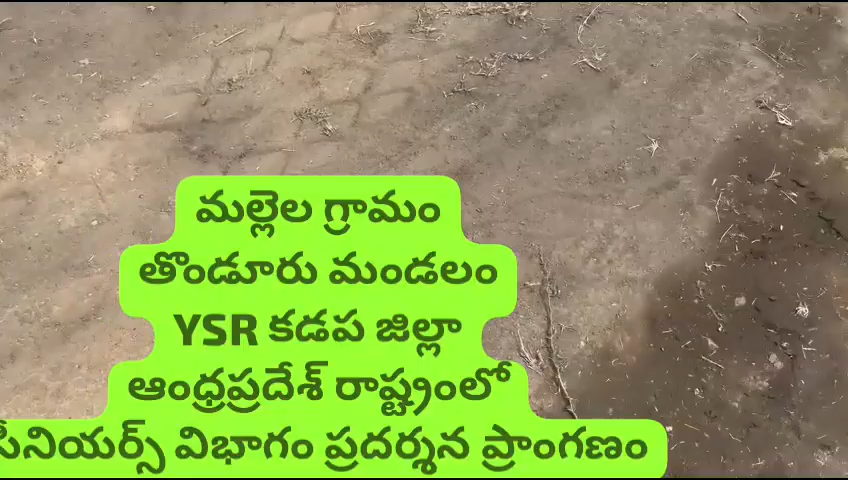 మల్లెల గ్రామం
తొండూరు మండలం
YSR కడప జిల్లా
ఆంధ్రప్రదేశ్ రాష్ట్రంలో
సీనియర్స్ విభాగం ప్రదర్శన ప్రాంగణం